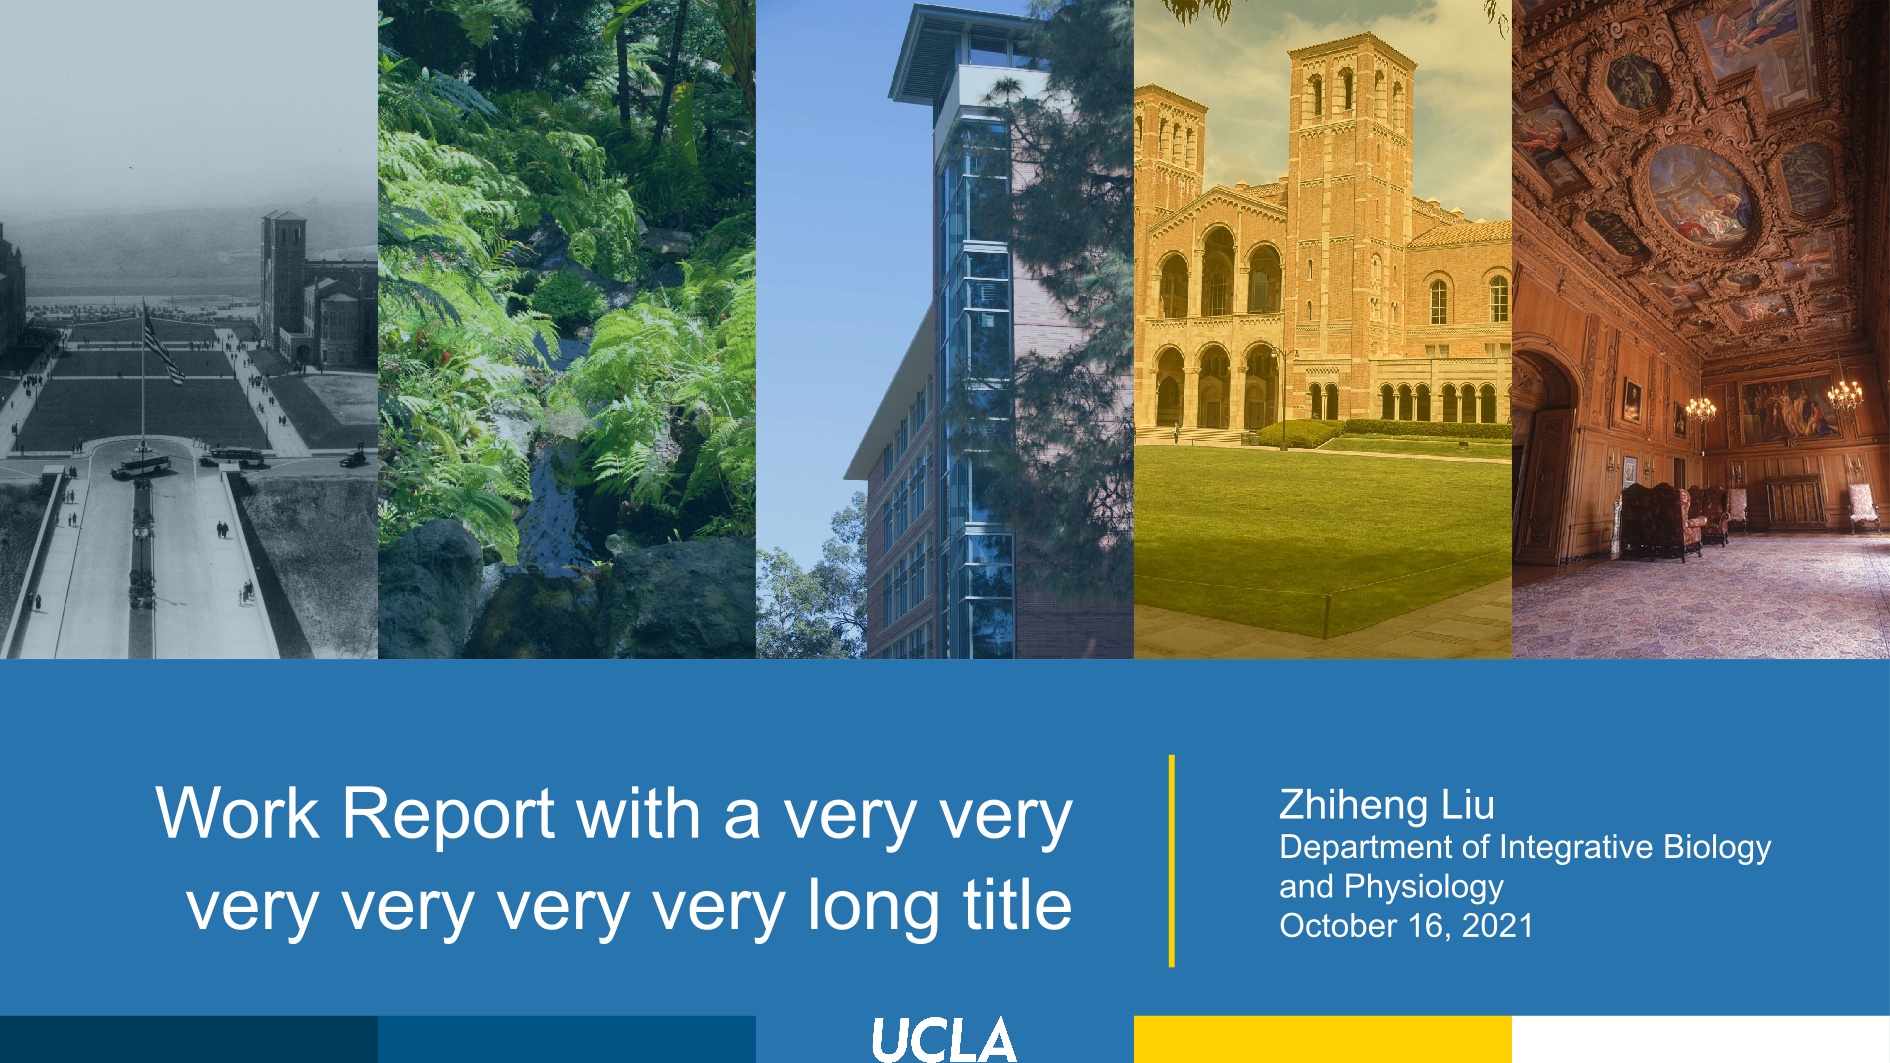 Work Report with a very very
very very very very long title
Zhiheng Liu
Department of Integrative Biology
and Physiology
October 16, 2021
UCLA